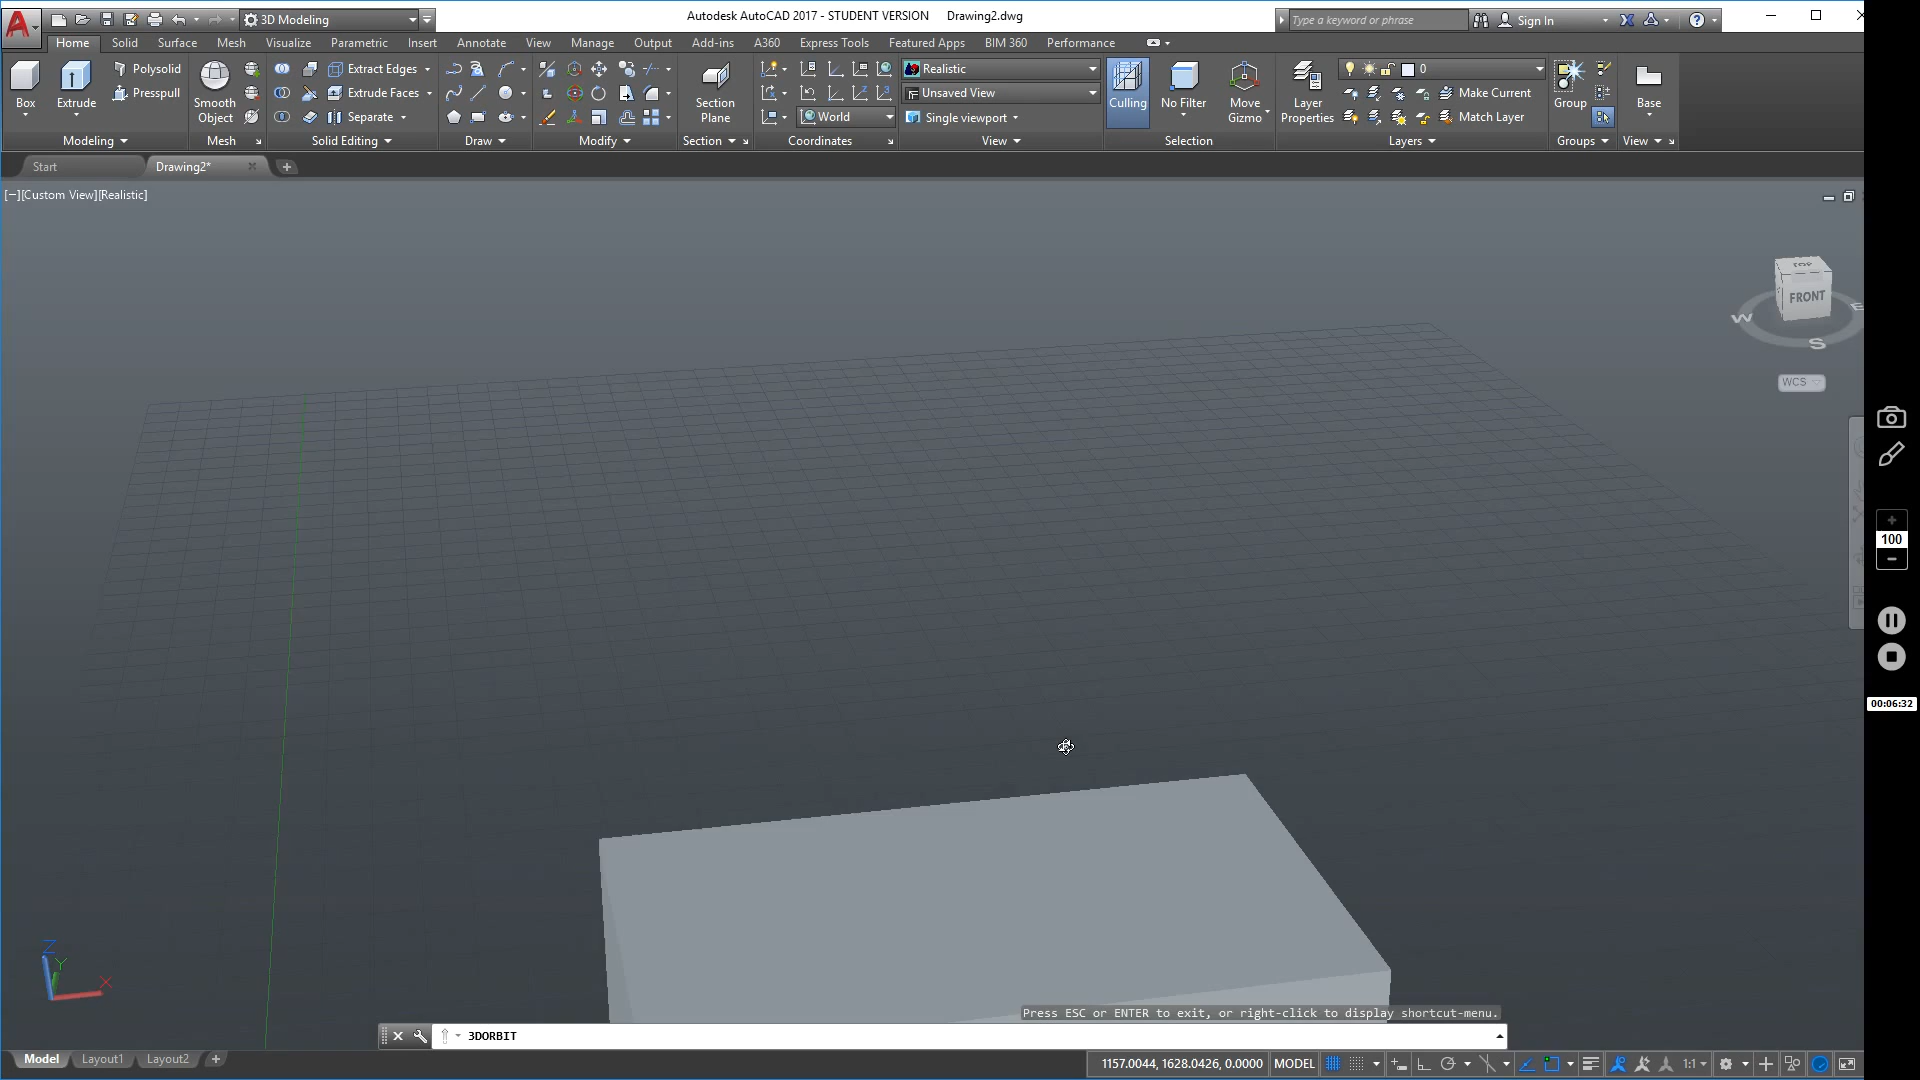 3D Modeling
Autodesk AutoCAD 2017 - STUDENT VERSION Drawing2.dwg
Type a keyword or phrase
Sign In
Home Solid Surface Mesh Visualize Parametric Insert Annotate View Manage Output Add-ins A360 Express Tools Featured Apps BIM 360 Performance
Box
Extrude
Polysolid
Presspull
Smooth
Object
Extract Edges
Extrude Faces
Separate
Section
Plane
World
Realistic
Unsaved View
Single viewport
Culling
No Filter
Move
Gizmo
Layer
Properties
0
Make Current
Match Layer
Group
Base
Modeling Mesh Solid Editing Draw Modify Section Coordinates View Selection Layers Groups View
Start
Drawing2*
[−][Custom View][Realistic]
TOP
FRONT
W
E
S
WCS
100
00:06:32
Z
Y
X
Press ESC or ENTER to exit, or right-click to display shortcut-menu.
3DORBIT
Model Layout1 Layout2 +
1157.0044, 1628.0426, 0.0000 MODEL
1:1